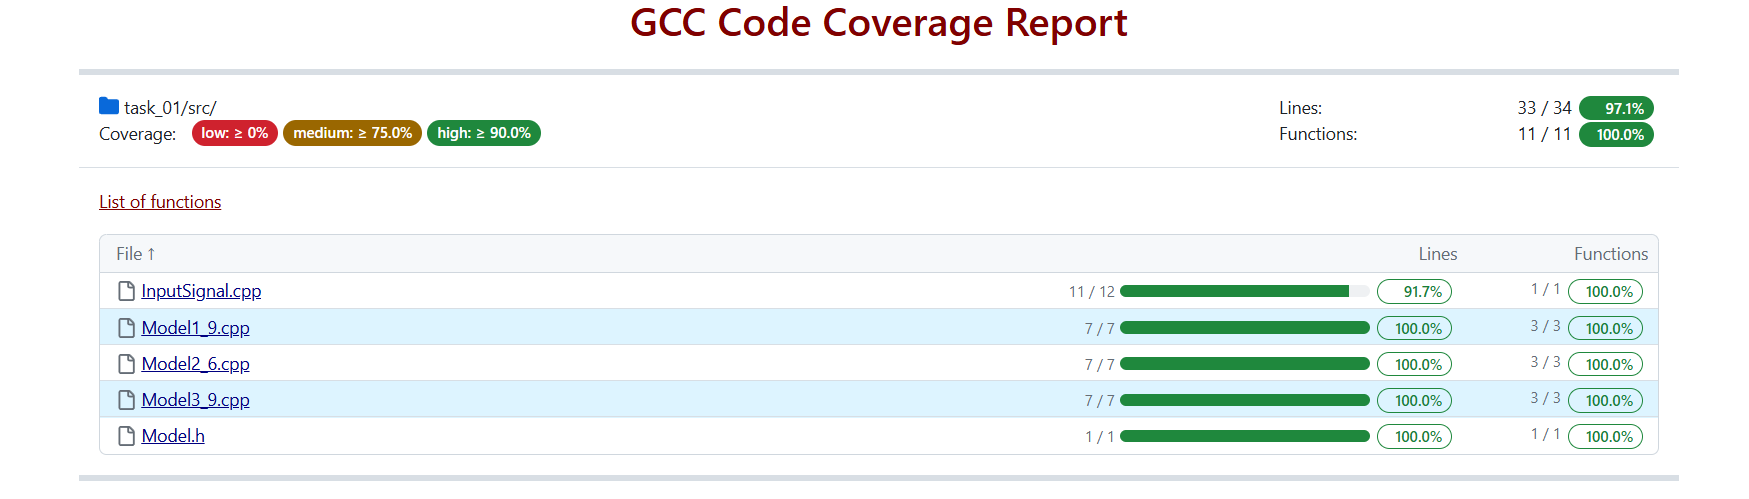 GCC Code Coverage Report
task_01/src/ Lines: 33 / 34 97.1%
Coverage: low: ≥ 0% medium: ≥ 75.0% high: ≥ 90.0% Functions: 11 / 11 100.0%
List of functions
File ↑ Lines Functions
InputSignal.cpp 11 / 12 91.7% 1 / 1 100.0%
Model1_9.cpp 7 / 7 100.0% 3 / 3 100.0%
Model2_6.cpp 7 / 7 100.0% 3 / 3 100.0%
Model3_9.cpp 7 / 7 100.0% 3 / 3 100.0%
Model.h 1 / 1 100.0% 1 / 1 100.0%